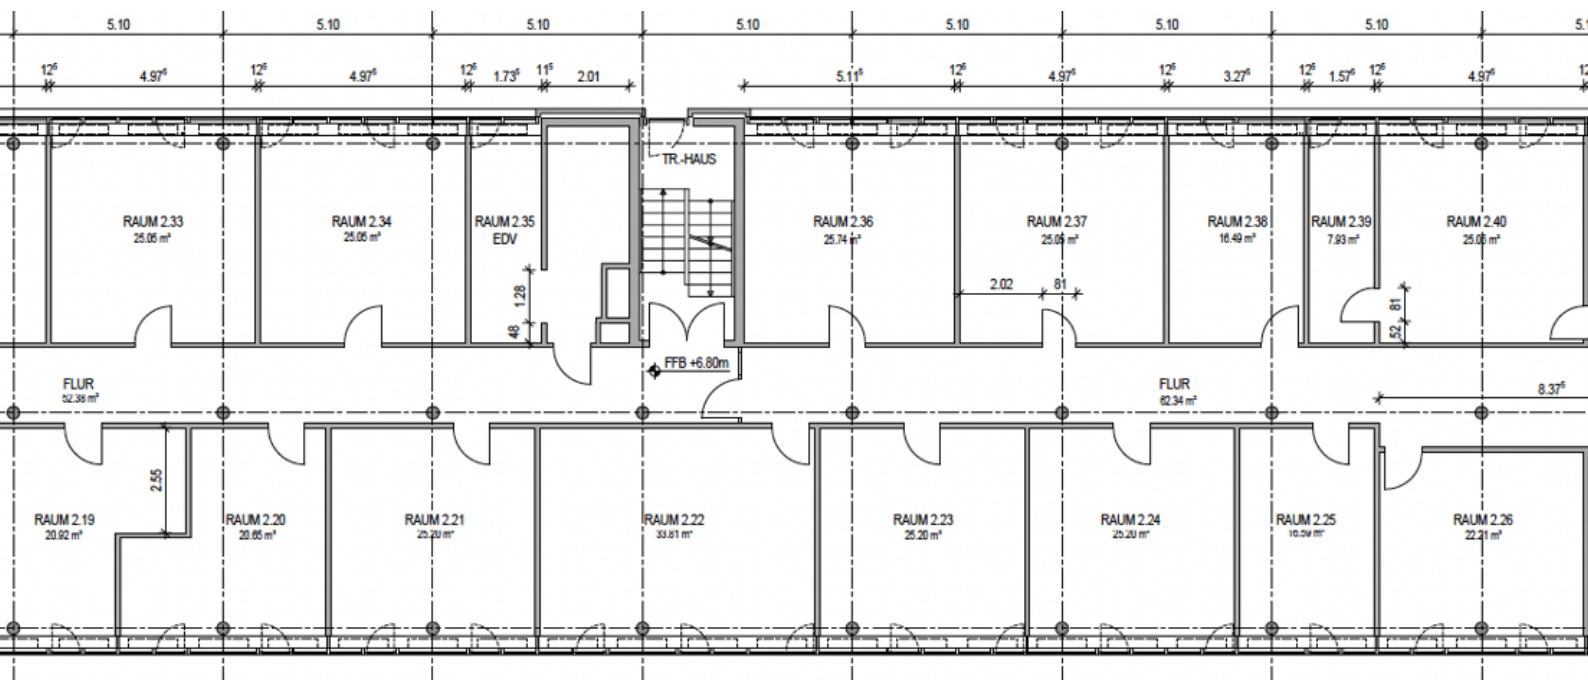 5.10 5.10 5.10 5.10 5.10 5.10 5.10
12⁵ 4.97⁵ 12⁵ 4.97⁵ 12⁵ 1.73⁵ 11⁵ 2.01 5.11⁵ 12⁵ 4.97⁵ 12⁵ 3.27⁵ 12⁵ 1.57⁵ 12⁵ 4.97⁵
TR.-HAUS
RAUM 2.33
25.05 m²
RAUM 2.34
25.05 m²
RAUM 2.35
EDV
RAUM 2.36
25.74 m²
RAUM 2.37
25.05 m²
RAUM 2.38
16.49 m²
RAUM 2.39
7.93 m²
RAUM 2.40
25.05 m²
1.28
48
2.02 81
81
52
FFB +6.80m
FLUR
52.38 m²
FLUR
62.34 m²
8.37⁵
2.55
RAUM 2.19
20.92 m²
RAUM 2.20
20.65 m²
RAUM 2.21
25.20 m²
RAUM 2.22
33.81 m²
RAUM 2.23
25.20 m²
RAUM 2.24
25.20 m²
RAUM 2.25
16.59 m²
RAUM 2.26
22.21 m²